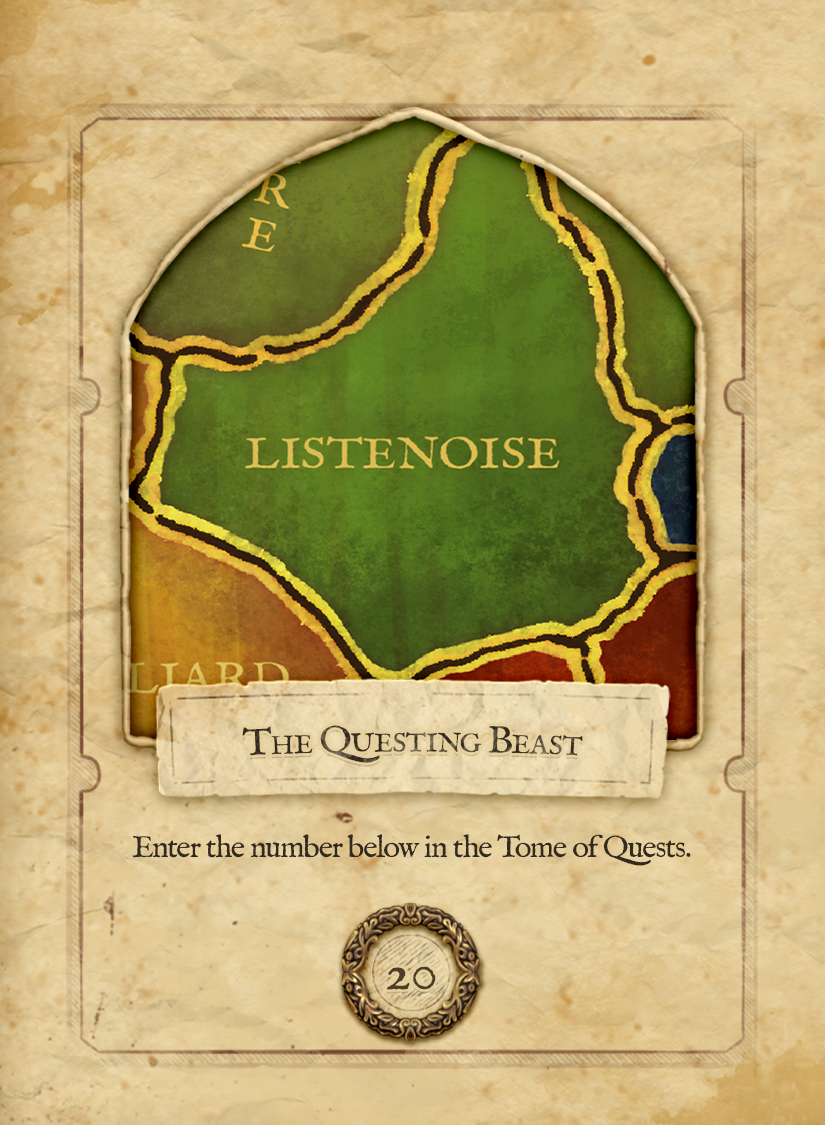 R
E
LISTENOISE
LIARD
The Questing Beast
Enter the number below in the Tome of Quests.
20